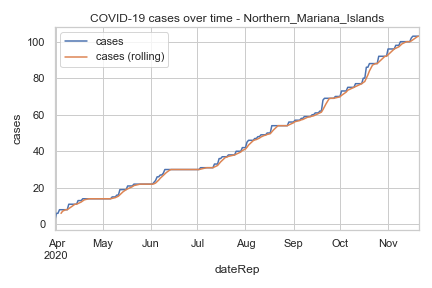 COVID-19 cases over time - Northern_Mariana_Islands
cases
cases (rolling)
100
80
60
40
20
0
cases
Apr May Jun Jul Aug Sep Oct Nov
2020
dateRep